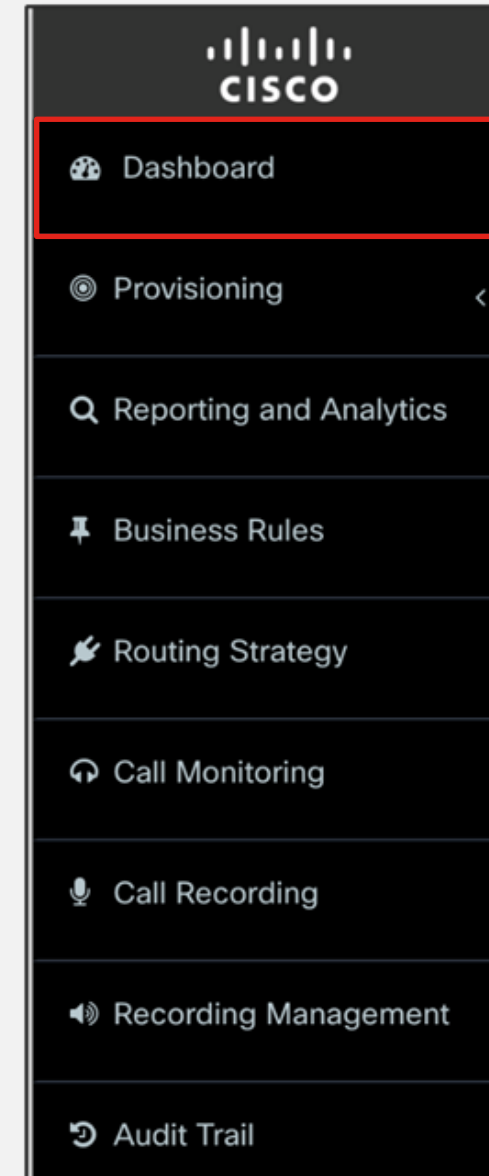 CISCO
Dashboard
Provisioning
Reporting and Analytics
Business Rules
Routing Strategy
Call Monitoring
Call Recording
Recording Management
Audit Trail